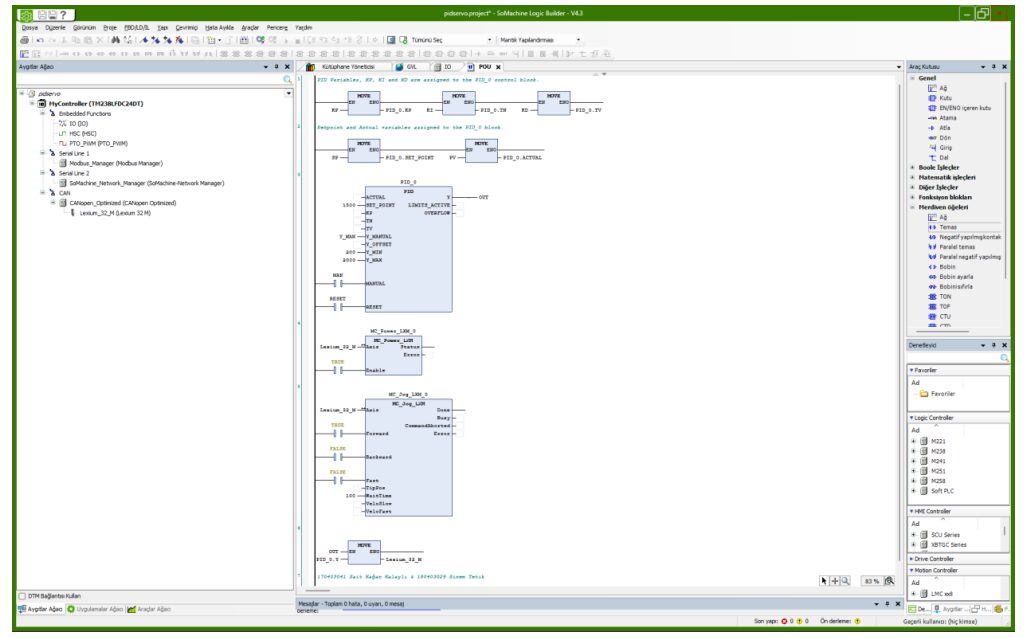 pidservo.project* - SoMachine Logic Builder - V4.3
Dosya Düzenle Görünüm Proje FBD/LD/IL Yapı Çevrimiçi Hata Ayıkla Araçlar Pencere Yardım
Tümünü Seç
Mantık Yapılandırması
Aygıtlar Ağacı
pidservo
MyController (TM238LFDC24DT)
Embedded Functions
IO (IO)
HSC (HSC)
PTO_PWM (PTO_PWM)
Serial Line 1
Modbus_Manager (Modbus Manager)
Serial Line 2
SoMachine_Network_Manager (SoMachine-Network Manager)
CAN
CANopen_Optimized (CANopen Optimized)
Lexium_32_M (Lexium 32 M)
DTM Bağlantısı Kullan
Aygıtlar Ağacı
Uygulamalar Ağacı
Araçlar Ağacı
Kütüphane Yöneticisi
GVL
IO
POU
1
PID Variables, KP, KI and KD are assigned to the PID_0 control block.
MOVE MOVE MOVE
EN ENO EN ENO EN ENO
KP PID_0.KP KI PID_0.TN KD PID_0.TV
2
Setpoint and Actual variables assigned to the PID_0 block.
MOVE MOVE
EN ENO EN ENO
SP PID_0.SET_POINT PV PID_0.ACTUAL
3
PID_0
PID
ACTUAL Y OUT
1500 SET_POINT LIMITS_ACTIVE
KP OVERFLOW
TN
TV
Y_MAN Y_MANUAL
Y_OFFSET
200 Y_MIN
2000 Y_MAX
MAN
MANUAL
RESET
RESET
4
MC_Power_LXM_0
MC_Power_LXM
Lexium_32_M Axis Status
Error
TRUE
Enable
5
MC_Jog_LXM_0
MC_Jog_LXM
Lexium_32_M Axis Done
Busy
CommandAborted
TRUE
Forward Error
FALSE
Backward
FALSE
Fast
TipPos
100 WaitTime
VeloSlow
VeloFast
6
MOVE
OUT EN ENO
PID_0.Y Lexium_32_M
7
170403041 Sait Kağan Kalaylı & 180403029 Sinem Tetik
83 %
Mesajlar - Toplam 0 hata, 0 uyarı, 0 mesaj
Son yapı: 0 0 Ön derleme:
Geçerli kullanıcı: (hiç kimse)
Araç Kutusu
Genel
Ağ
Kutu
EN/ENO içeren kutu
Atama
Atla
Dön
Giriş
Dal
Boole İşleçler
Matematik işleçleri
Diğer İşleçler
Fonksiyon blokları
Merdiven öğeleri
Ağ
Temas
Negatif yapılmış kontak
Paralel temas
Paralel negatif yapılmış
Bobin
Bobin ayarla
Bobini sıfırla
TON
TOF
CTU
CTD
Denetleyici
Favoriler
Ad
Favoriler
Logic Controller
Ad
M221
M238
M241
M251
M258
Soft PLC
HMI Controller
Ad
SCU Series
XBTGC Series
Drive Controller
Motion Controller
Ad
LMC xx8
De...
Aygıtlar ...
H...
P...